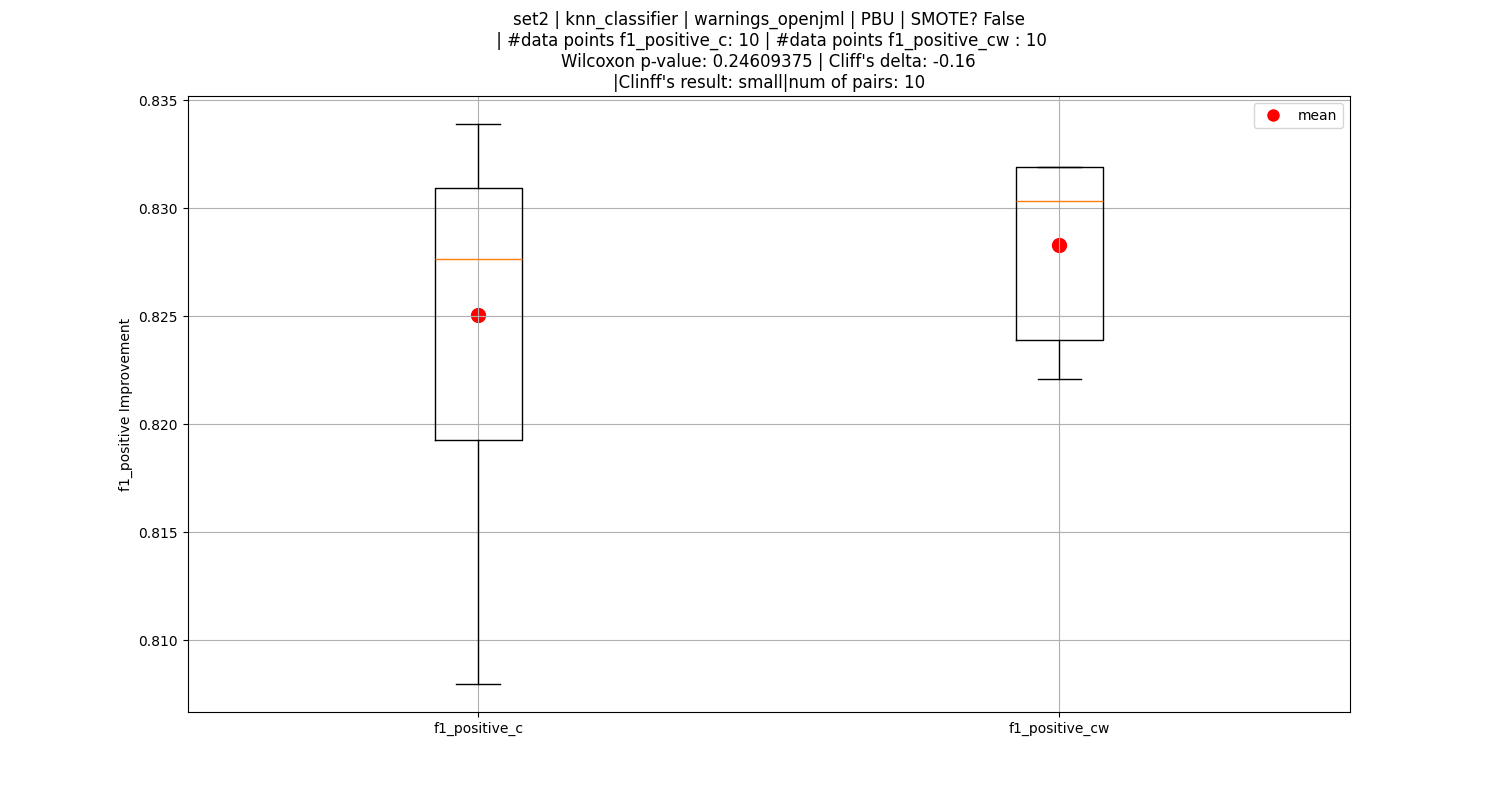 set2 | knn_classifier | warnings_openjml | PBU | SMOTE? False
| #data points f1_positive_c: 10 | #data points f1_positive_cw : 10
Wilcoxon p-value: 0.24609375 | Cliff's delta: -0.16
|Clinff's result: small|num of pairs: 10
mean
0.835
0.830
0.825
0.820
0.815
0.810
f1_positive Improvement
f1_positive_c
f1_positive_cw